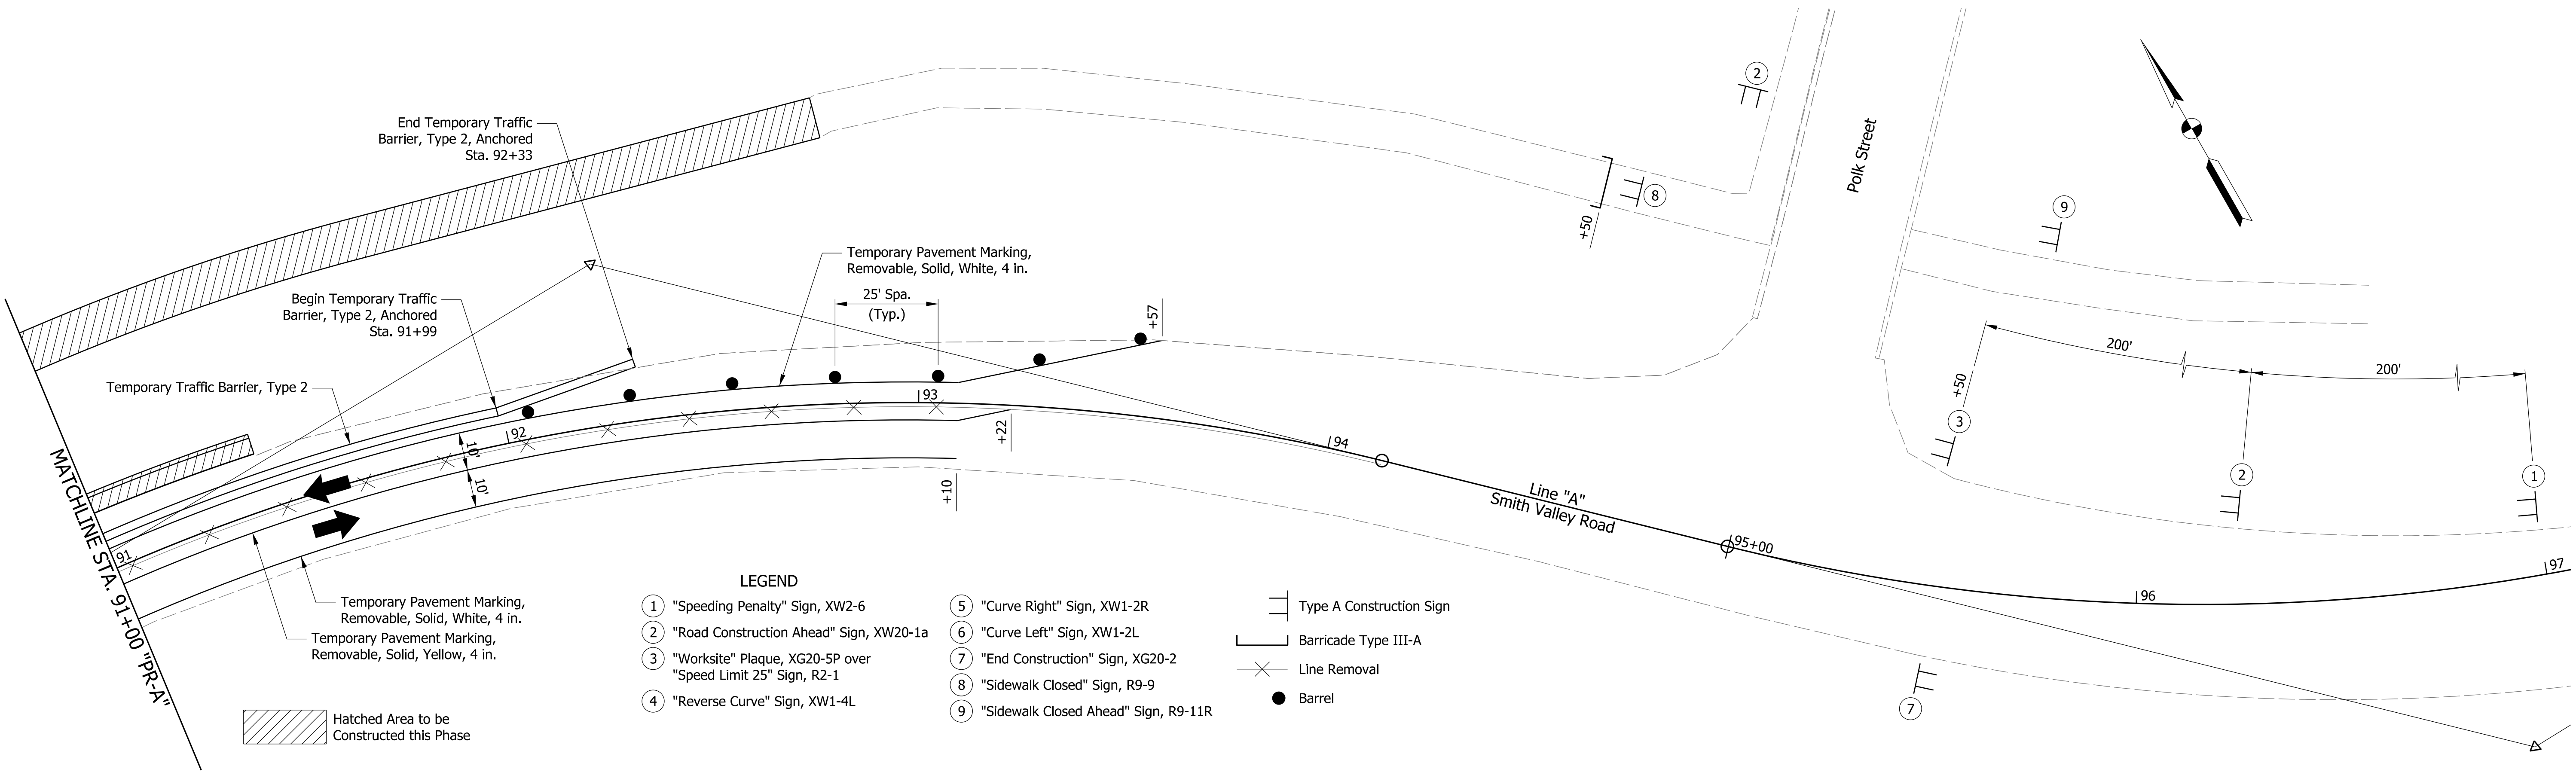 End Temporary Traffic
Barrier, Type 2, Anchored
Sta. 92+33
Begin Temporary Traffic
Barrier, Type 2, Anchored
Sta. 91+99
Temporary Traffic Barrier, Type 2
Temporary Pavement Marking,
Removable, Solid, White, 4 in.
25' Spa.
(Typ.)
+57
+22
+10
+50
2
8
Polk Street
9
200'
200'
+50
3
2
1
7
91
92
93
94
95+00
96
97
10'
10'
Line "A"
Smith Valley Road
MATCHLINE STA. 91+00 "PR-A"
Temporary Pavement Marking,
Removable, Solid, White, 4 in.
Temporary Pavement Marking,
Removable, Solid, Yellow, 4 in.
Hatched Area to be
Constructed this Phase
LEGEND
1 "Speeding Penalty" Sign, XW2-6
2 "Road Construction Ahead" Sign, XW20-1a
3 "Worksite" Plaque, XG20-5P over
"Speed Limit 25" Sign, R2-1
4 "Reverse Curve" Sign, XW1-4L
5 "Curve Right" Sign, XW1-2R
6 "Curve Left" Sign, XW1-2L
7 "End Construction" Sign, XG20-2
8 "Sidewalk Closed" Sign, R9-9
9 "Sidewalk Closed Ahead" Sign, R9-11R
Type A Construction Sign
Barricade Type III-A
Line Removal
Barrel